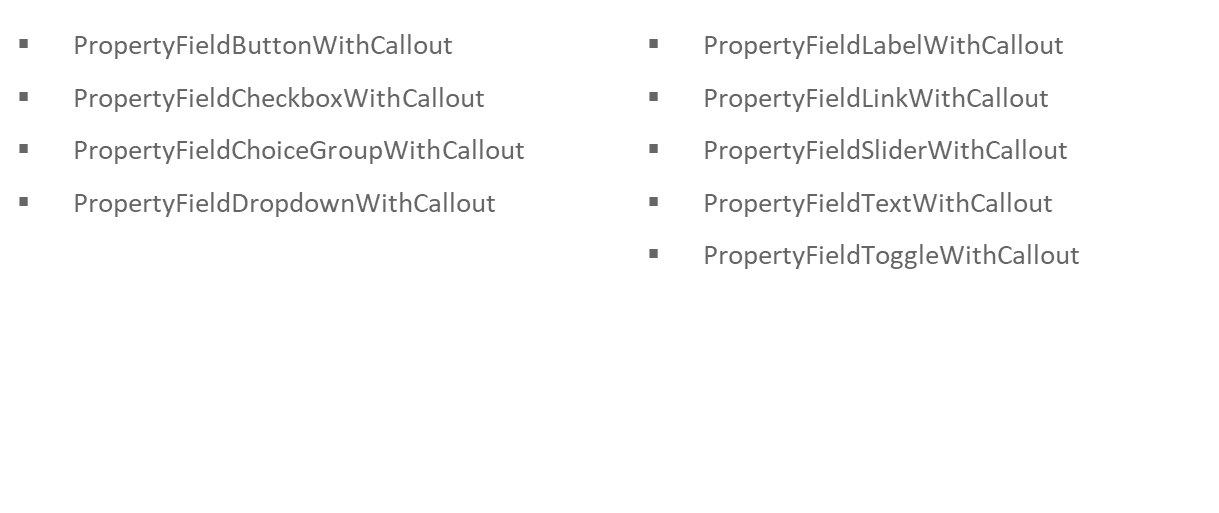 ▪ PropertyFieldButtonWithCallout
▪ PropertyFieldCheckboxWithCallout
▪ PropertyFieldChoiceGroupWithCallout
▪ PropertyFieldDropdownWithCallout
▪ PropertyFieldLabelWithCallout
▪ PropertyFieldLinkWithCallout
▪ PropertyFieldSliderWithCallout
▪ PropertyFieldTextWithCallout
▪ PropertyFieldToggleWithCallout